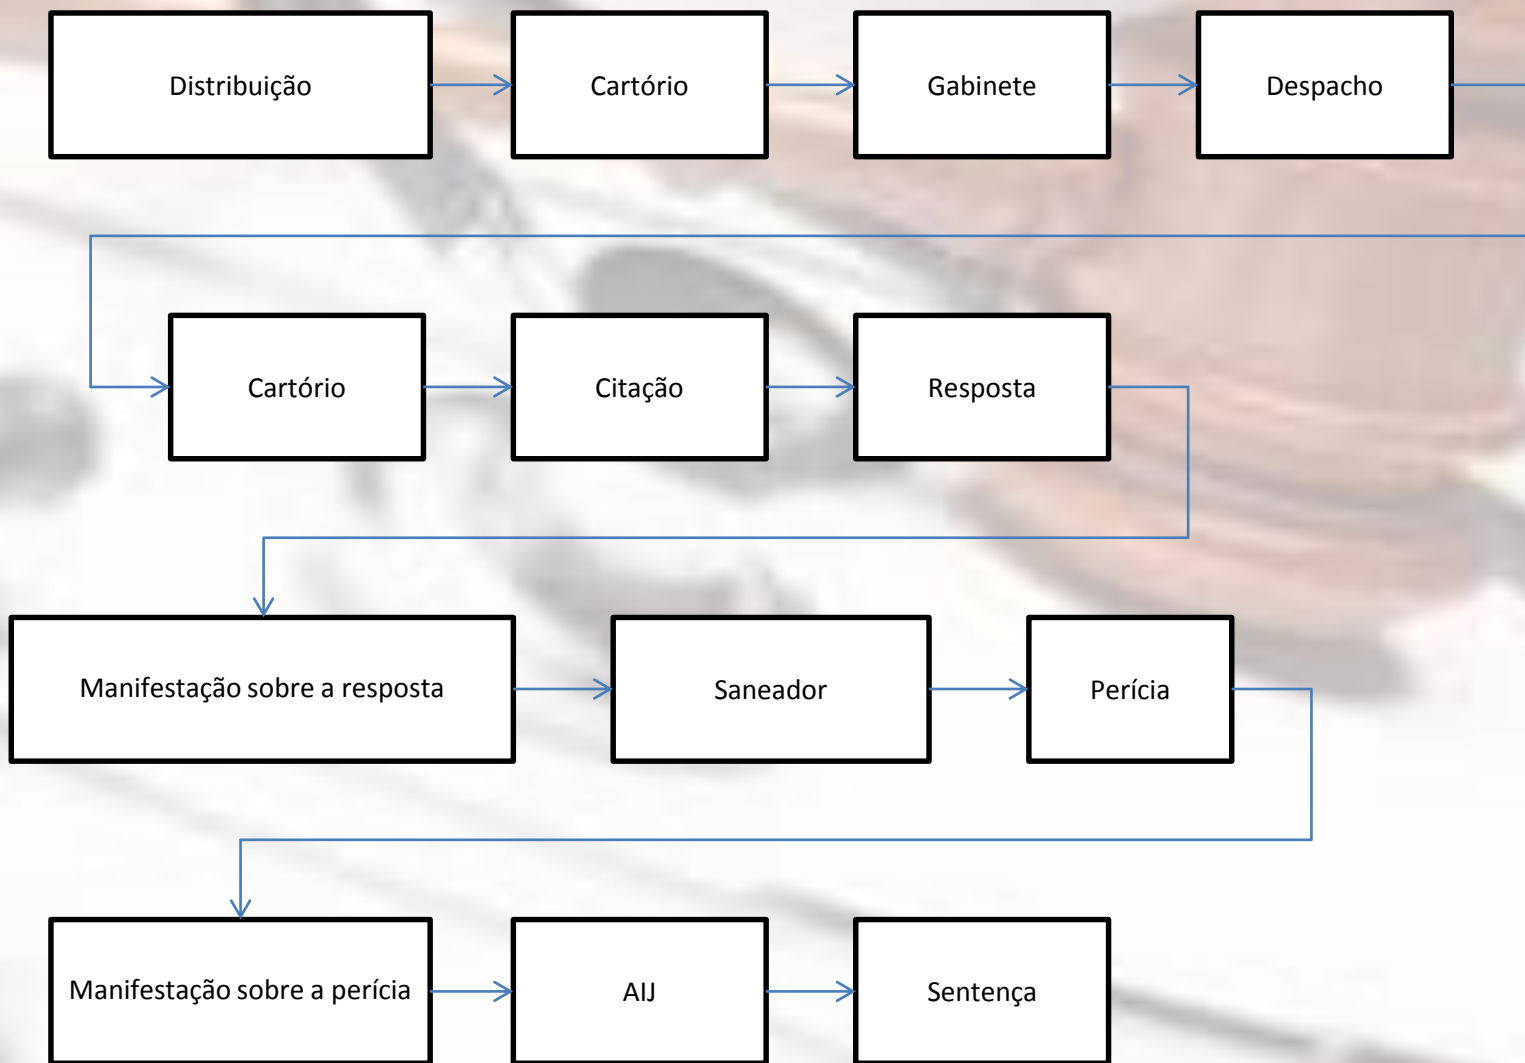 Distribuição
Cartório
Gabinete
Despacho
Cartório
Citação
Resposta
Manifestação sobre a resposta
Saneador
Perícia
Manifestação sobre a perícia
AIJ
Sentença